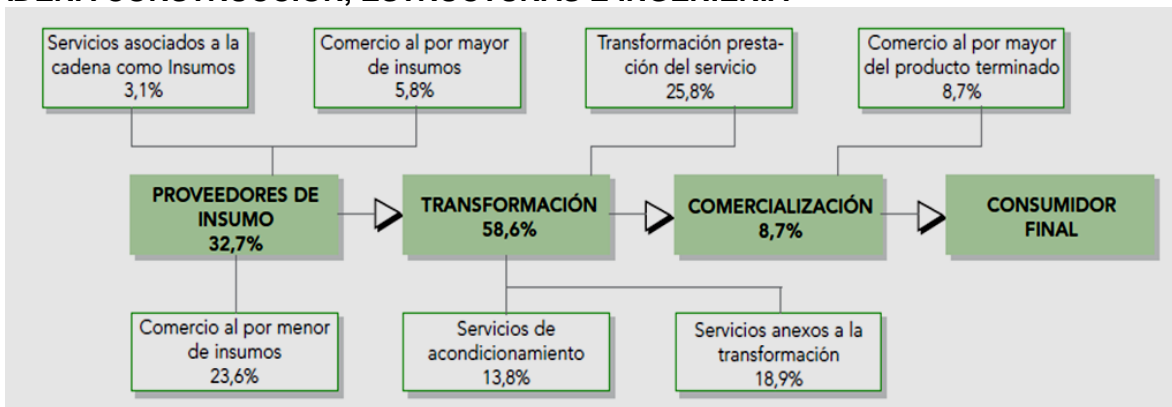 Servicios asociados a la
cadena como Insumos
3,1%
Comercio al por mayor
de insumos
5,8%
Transformación presta-
ción del servicio
25,8%
Comercio al por mayor
del producto terminado
8,7%
PROVEEDORES DE
INSUMO
32,7%
TRANSFORMACIÓN
58,6%
COMERCIALIZACIÓN
8,7%
CONSUMIDOR
FINAL
Comercio al por menor
de insumos
23,6%
Servicios de
acondicionamiento
13,8%
Servicios anexos a la
transformación
18,9%